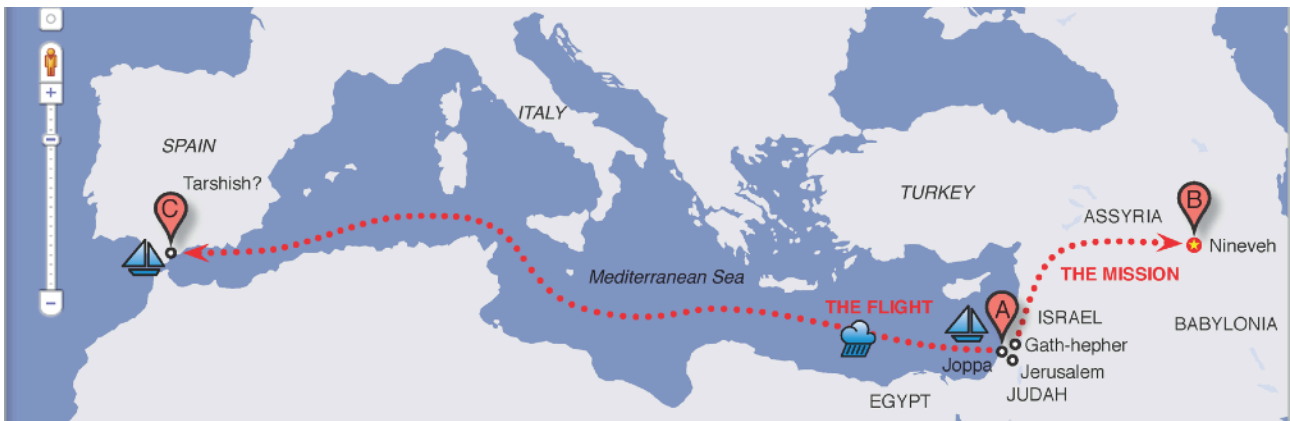 ITALY
SPAIN
Tarshish?
C
TURKEY
B
ASSYRIA
Nineveh
Mediterranean Sea
THE MISSION
THE FLIGHT
A
ISRAEL
BABYLONIA
Gath-hepher
Joppa
Jerusalem
JUDAH
EGYPT